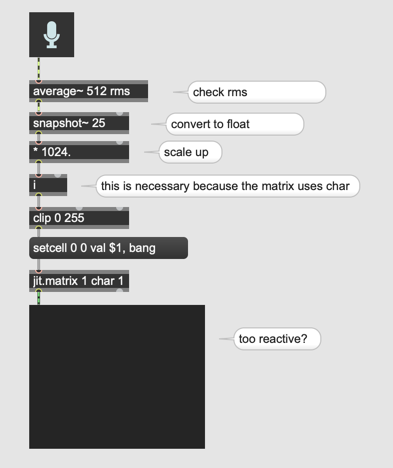 average~ 512 rms
check rms
snapshot~ 25
convert to float
* 1024.
scale up
i
this is necessary because the matrix uses char
clip 0 255
setcell 0 0 val $1, bang
jit.matrix 1 char 1
too reactive?